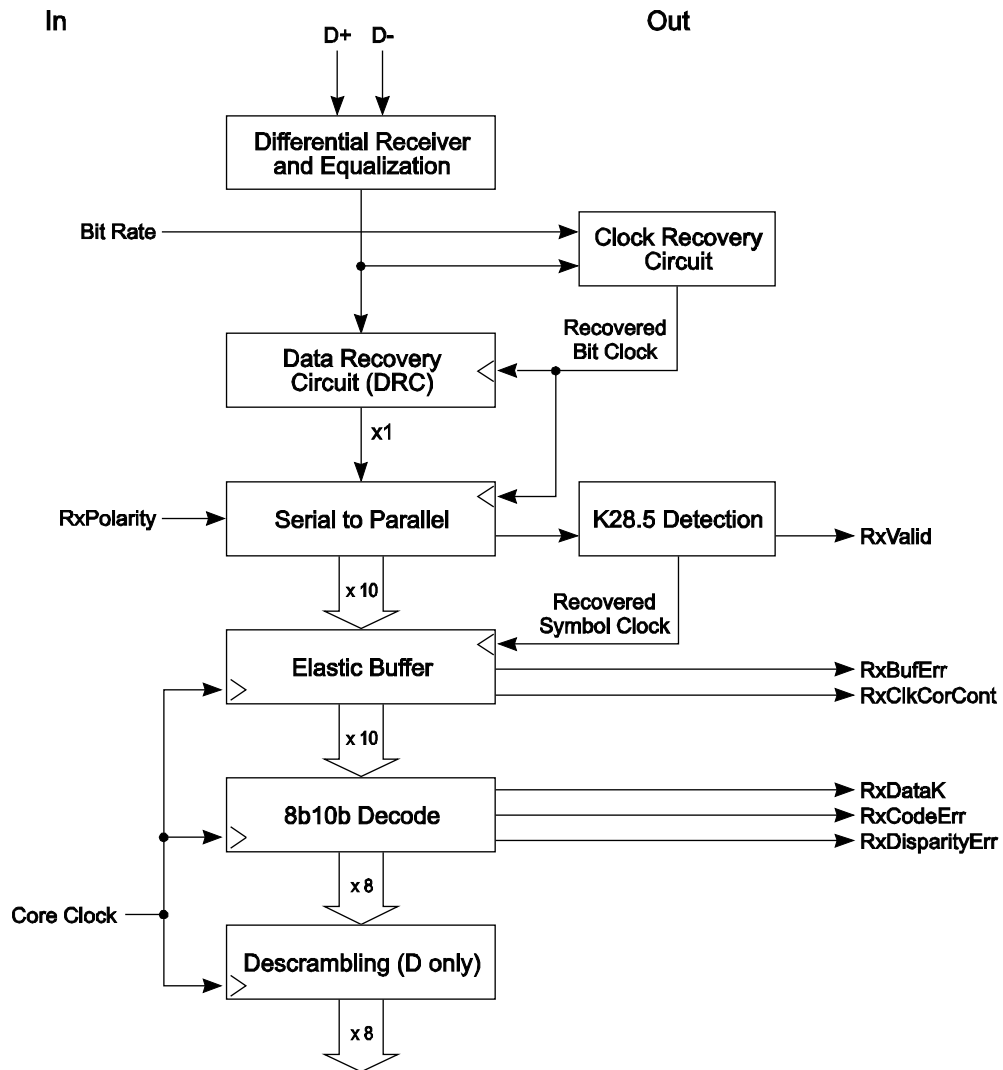 In
Out
D+ D-
Differential Receiver
and Equalization
Bit Rate
Clock Recovery
Circuit
Recovered
Bit Clock
Data Recovery
Circuit (DRC)
x1
RxPolarity
Serial to Parallel
K28.5 Detection
RxValid
x 10
Recovered
Symbol Clock
Elastic Buffer
RxBufErr
RxClkCorCont
x 10
8b10b Decode
RxDataK
RxCodeErr
RxDisparityErr
x 8
Core Clock
Descrambling (D only)
x 8